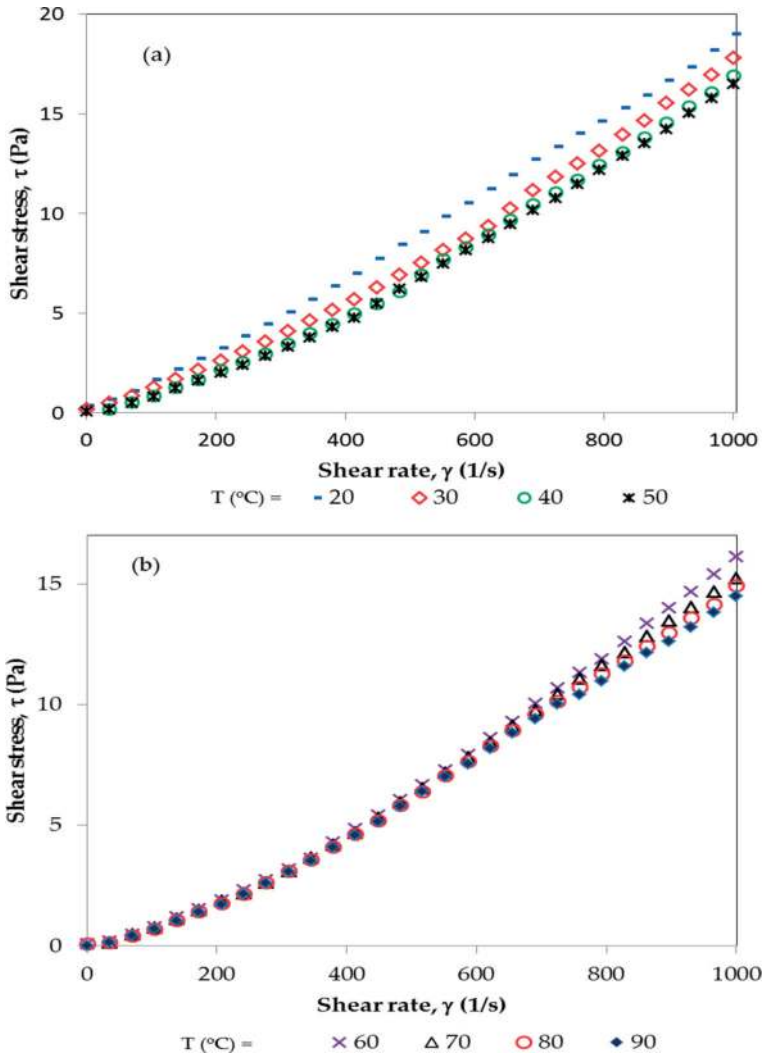 20
(a)
15
10
5
0
Shear stress, τ (Pa)
0 200 400 600 800 1000
Shear rate, γ (1/s)
T (°C) = 20 30 40 50
(b)
15
10
5
0
Shear stress, τ (Pa)
0 200 400 600 800 1000
Shear rate, γ (1/s)
T (°C) = 60 70 80 90